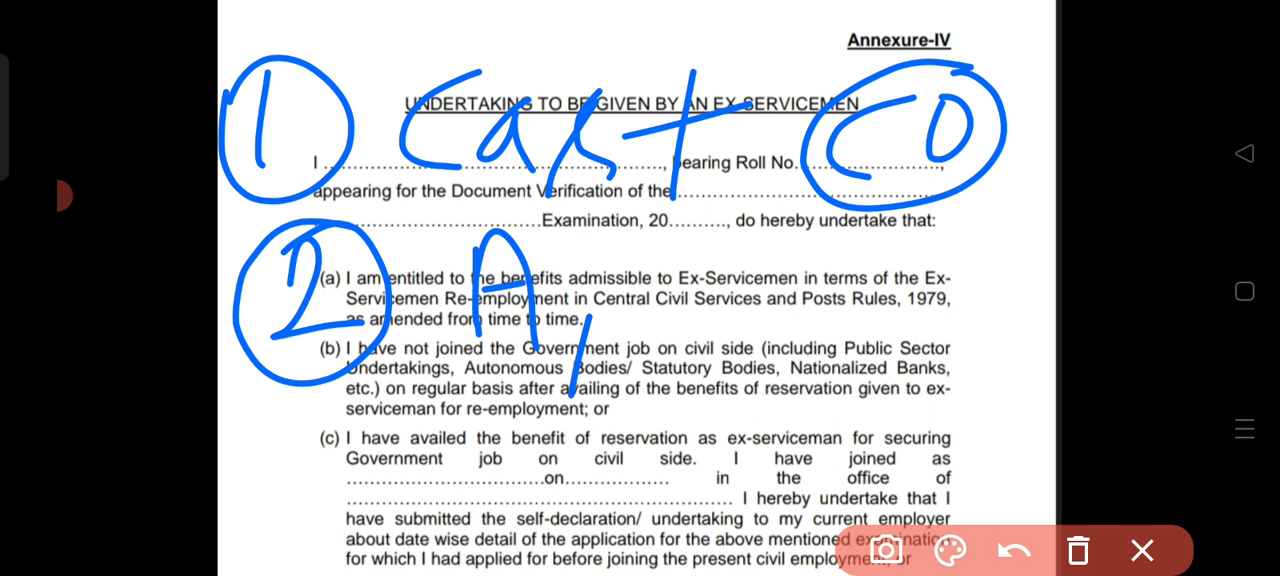 Annexure-IV
UNDERTAKING TO BE GIVEN BY AN EX-SERVICEMEN
1 Cast CO
I ............................................................, bearing Roll No. ..........................,
appearing for the Document Verification of the ..............................................
...................................Examination, 20.........., do hereby undertake that:
2 A,
(a) I am entitled to the benefits admissible to Ex-Servicemen in terms of the Ex-
Servicemen Re-employment in Central Civil Services and Posts Rules, 1979,
as amended from time to time.
(b) I have not joined the Government job on civil side (including Public Sector
Undertakings, Autonomous Bodies/ Statutory Bodies, Nationalized Banks,
etc.) on regular basis after availing of the benefits of reservation given to ex-
serviceman for re-employment; or
(c) I have availed the benefit of reservation as ex-serviceman for securing
Government job on civil side. I have joined as
...................................on................... in the office of
..................................................................... I hereby undertake that I
have submitted the self-declaration/ undertaking to my current employer
about date wise detail of the application for the above mentioned examination
for which I had applied for before joining the present civil employment; or